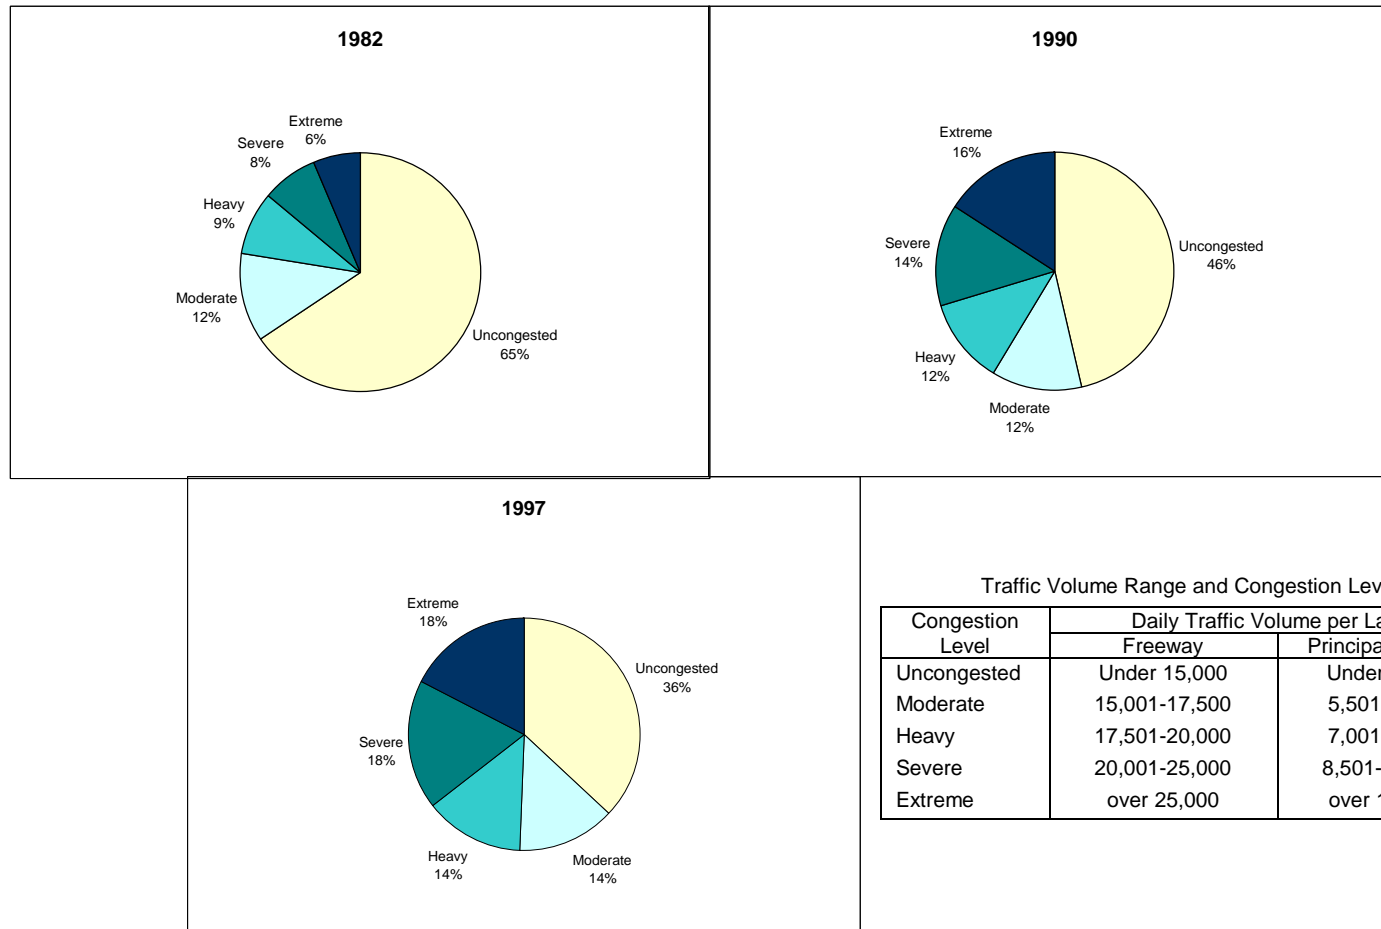 1982
Extreme
6%
Severe
8%
Heavy
9%
Moderate
12%
Uncongested
65%
1990
Extreme
16%
Severe
14%
Heavy
12%
Moderate
12%
Uncongested
46%
1997
Extreme
18%
Severe
18%
Heavy
14%
Moderate
14%
Uncongested
36%
Traffic Volume Range and Congestion Lev
Congestion Level Daily Traffic Volume per La
Freeway Principa
Uncongested Under 15,000 Under
Moderate 15,001-17,500 5,501
Heavy 17,501-20,000 7,001
Severe 20,001-25,000 8,501-
Extreme over 25,000 over 1